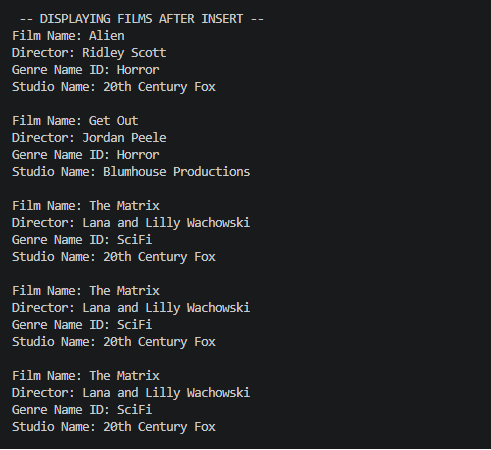 -- DISPLAYING FILMS AFTER INSERT --
Film Name: Alien
Director: Ridley Scott
Genre Name ID: Horror
Studio Name: 20th Century Fox

Film Name: Get Out
Director: Jordan Peele
Genre Name ID: Horror
Studio Name: Blumhouse Productions

Film Name: The Matrix
Director: Lana and Lilly Wachowski
Genre Name ID: SciFi
Studio Name: 20th Century Fox

Film Name: The Matrix
Director: Lana and Lilly Wachowski
Genre Name ID: SciFi
Studio Name: 20th Century Fox

Film Name: The Matrix
Director: Lana and Lilly Wachowski
Genre Name ID: SciFi
Studio Name: 20th Century Fox